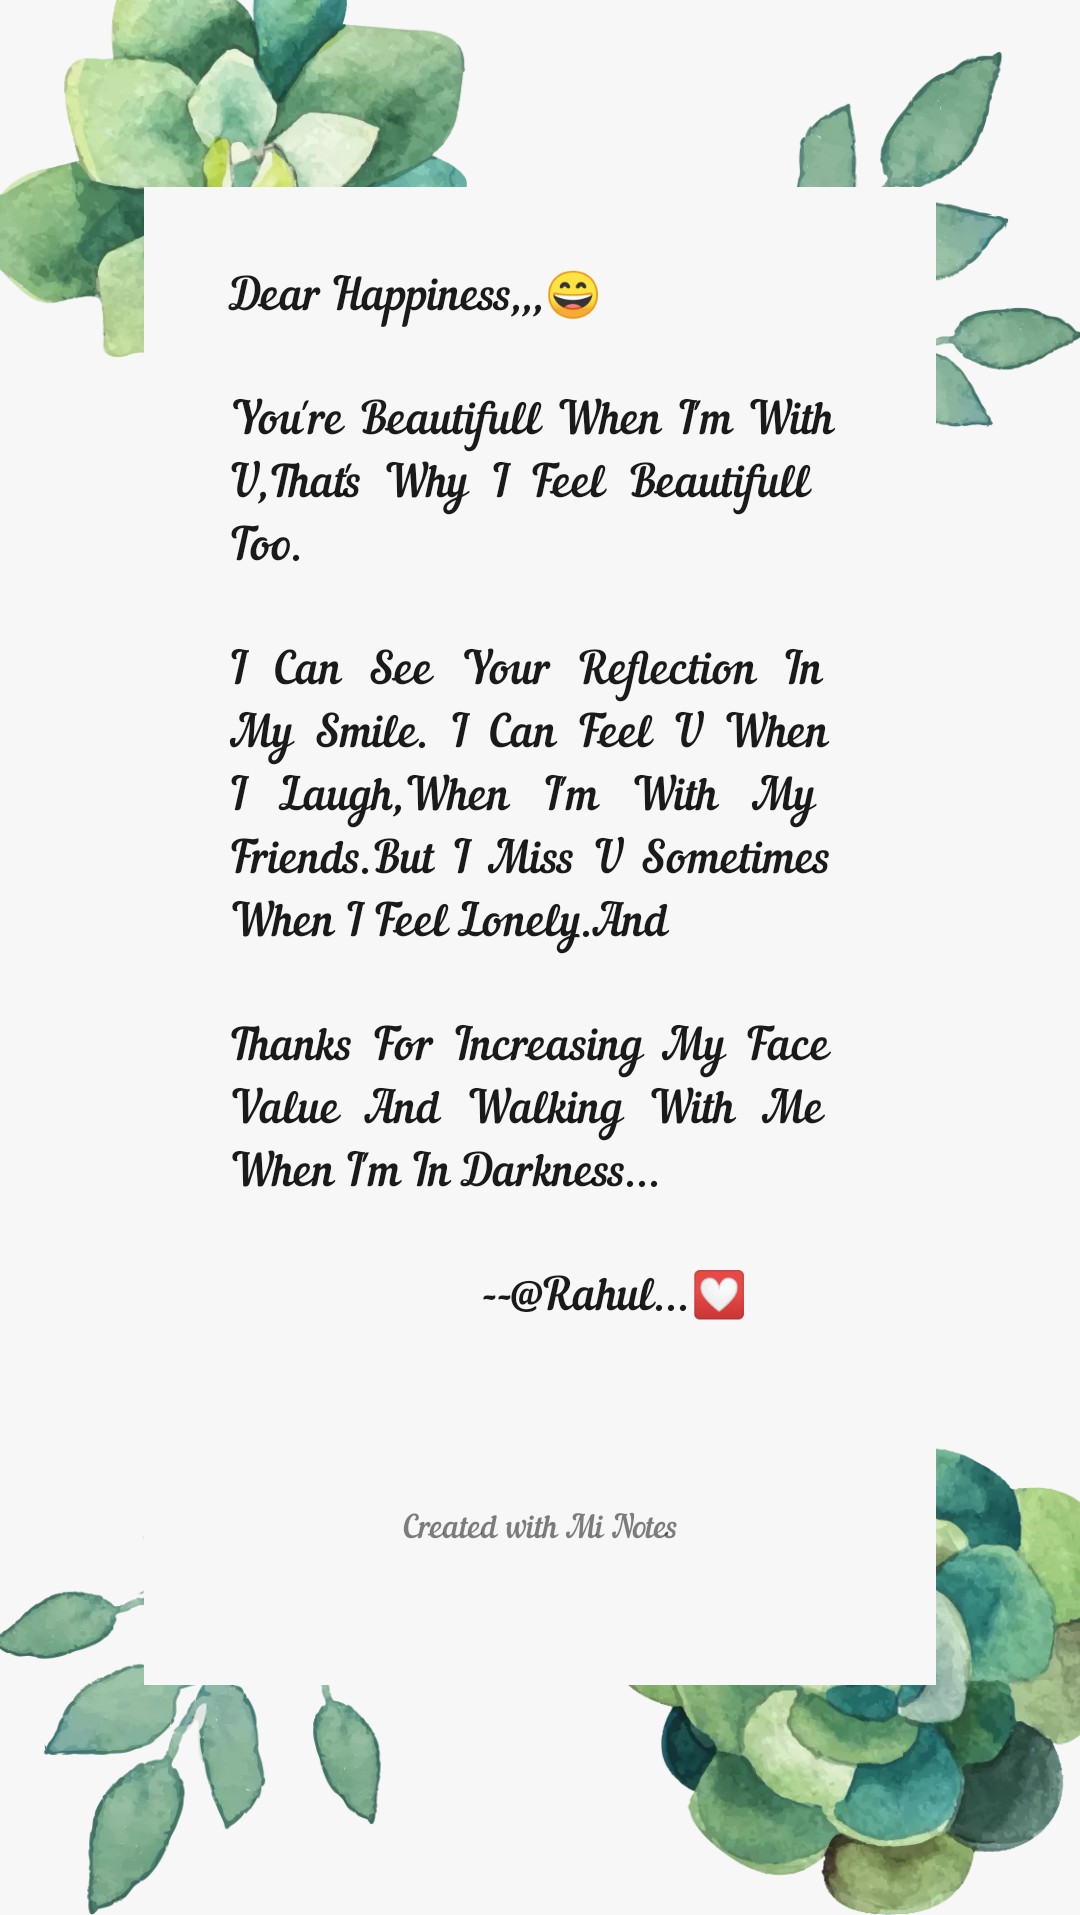 Dear Happiness,,,😄
You're Beautifull When I'm With
U,That's Why I Feel Beautifull
Too.
I Can See Your Reflection In
My Smile. I Can Feel U When
I Laugh,When I'm With My
Friends.But I Miss U Sometimes
When I Feel Lonely.And
Thanks For Increasing My Face
Value And Walking With Me
When I'm In Darkness...
--@Rahul...💟
Created with Mi Notes